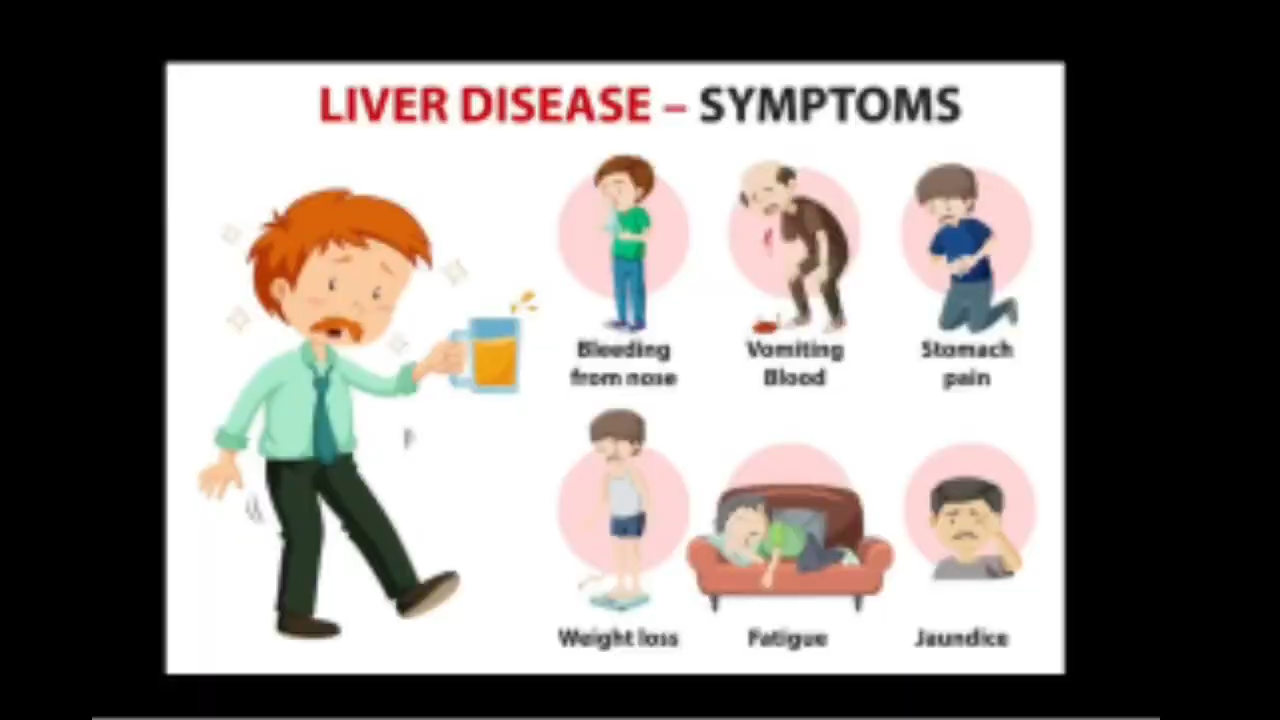 LIVER DISEASE – SYMPTOMS
Bleeding
from nose
Vomiting
Blood
Stomach
pain
Weight loss
Fatigue
Jaundice